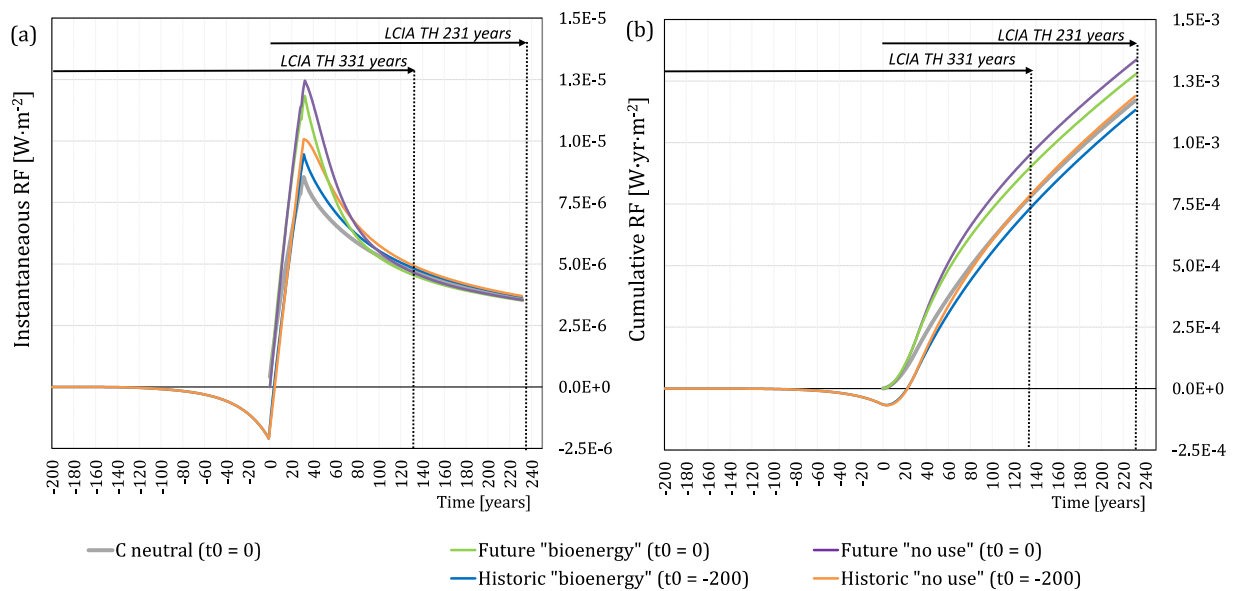 (a)
LCIA TH 231 years
LCIA TH 331 years
Instantaneaous RF [W·m-2]
1.5E-5
1.3E-5
1.0E-5
7.5E-6
5.0E-6
2.5E-6
0.0E+0
-2.5E-6
-200 -180 -160 -140 -120 -100 -80 -60 -40 -20 0 20 40 60 80 100 120 140 160 180 200 220 240
Time [years]
(b)
LCIA TH 231 years
LCIA TH 331 years
Cumulative RF [W·yr·m-2]
1.5E-3
1.3E-3
1.0E-3
7.5E-4
5.0E-4
2.5E-4
0.0E+0
-2.5E-4
-200 -180 -160 -140 -120 -100 -80 -60 -40 -20 0 20 40 60 80 100 120 140 160 180 200 220 240
Time [years]
C neutral (t0 = 0)
Future "bioenergy" (t0 = 0)
Future "no use" (t0 = 0)
Historic "bioenergy" (t0 = -200)
Historic "no use" (t0 = -200)